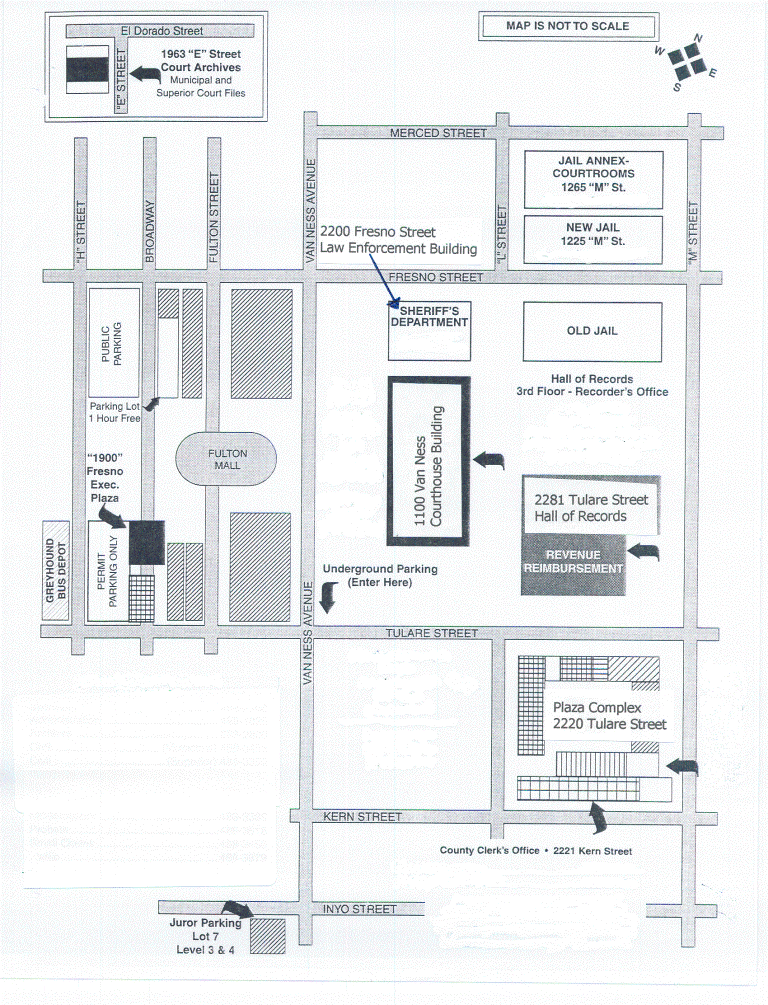 El Dorado Street
"E" STREET
1963 "E" Street
Court Archives
Municipal and
Superior Court Files
MAP IS NOT TO SCALE
N
W
E
S
MERCED STREET
JAIL ANNEX-
COURTROOMS
1265 "M" St.
NEW JAIL
1225 "M" St.
"H" STREET
BROADWAY
FULTON STREET
VAN NESS AVENUE
"L" STREET
"M" STREET
2200 Fresno Street
Law Enforcement Building
FRESNO STREET
SHERIFF'S
DEPARTMENT
OLD JAIL
PUBLIC
PARKING
Hall of Records
3rd Floor - Recorder's Office
Parking Lot
1 Hour Free
FULTON
MALL
1100 Van Ness
Courthouse Building
"1900"
Fresno
Exec.
Plaza
2281 Tulare Street
Hall of Records
REVENUE
REIMBURSEMENT
GREYHOUND
BUS DEPOT
PERMIT
PARKING ONLY
Underground Parking
(Enter Here)
VAN NESS AVENUE
TULARE STREET
Plaza Complex
2220 Tulare Street
KERN STREET
County Clerk's Office • 2221 Kern Street
INYO STREET
Juror Parking
Lot 7
Level 3 & 4